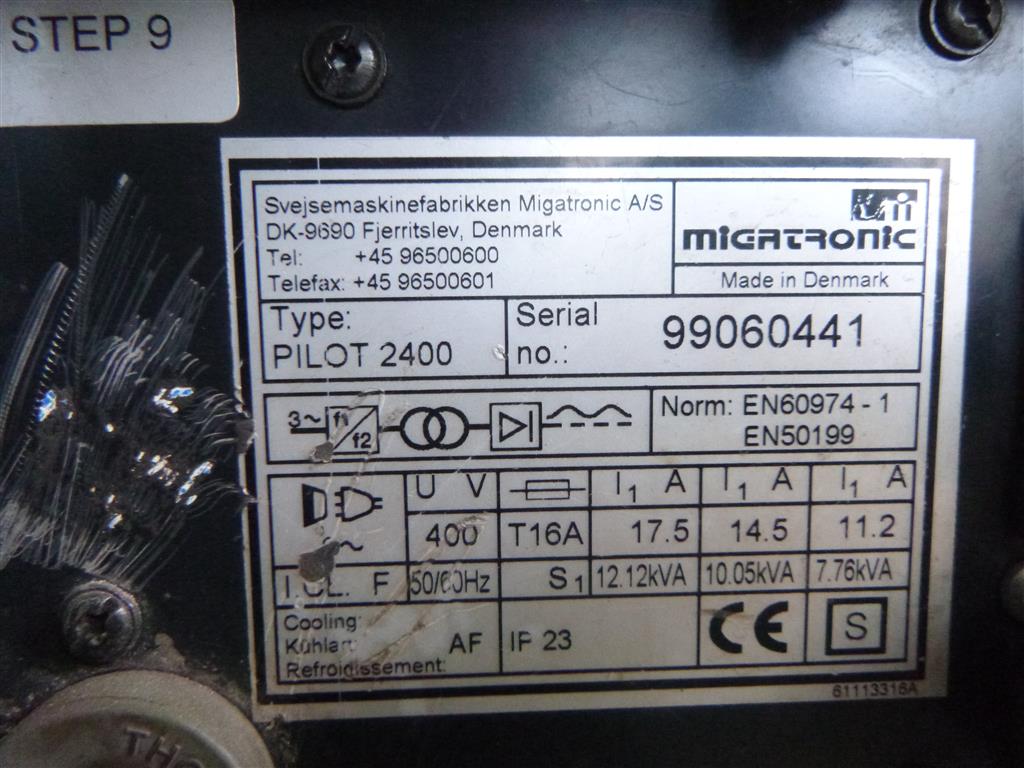 STEP 9
Svejsemaskinefabrikken Migatronic A/S
DK-9690 Fjerritslev, Denmark
Tel: +45 96500600
Telefax: +45 96500601
MIGATRONIC
Made in Denmark
Type:
PILOT 2400
Serial
no.: 99060441
3~ f1 f2
Norm: EN60974-1
EN50199
U V I1 A I1 A I1 A
400 T16A 17.5 14.5 11.2
I.CL. F 50/60Hz S1 12.12kVA 10.05kVA 7.76kVA
Cooling:
Kühlart: AF IP 23 CE S
Refroidissement:
61113316A